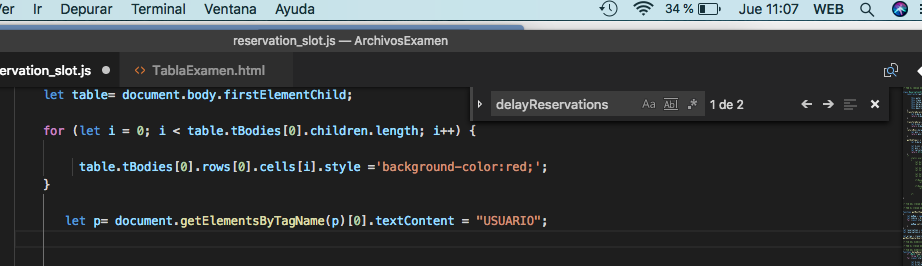 Ver Ir Depurar Terminal Ventana Ayuda 34 % Jue 11:07 WEB
reservation_slot.js — ArchivosExamen
ervation_slot.js <> TablaExamen.html
let table= document.body.firstElementChild;
delayReservations Aa Abl .* 1 de 2
for (let i = 0; i < table.tBodies[0].children.length; i++) {
table.tBodies[0].rows[0].cells[i].style ='background-color:red;';
}
let p= document.getElementsByTagName(p)[0].textContent = "USUARIO";